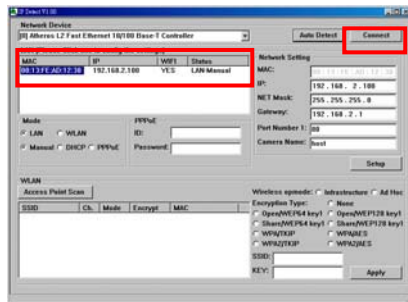 IP Detect V1.00
Network Device
[0] Atheros L2 Fast Ethernet 10/100 Base-T Controller
Auto Detect
Connect
MAC IP WIFI Status
00:13:FE:AD:12:30 192.168.2.100 YES LAN-Manual
Network Setting
MAC:
IP: 192.168. 2 .100
NET Mask: 255.255.255.0
Gateway: 192.168.2.1
Port Number 1: 80
Camera Name: host
Setup
Mode
LAN WLAN
Manual DHCP PPPoE
PPPoE
ID:
Password:
WLAN
Access Point Scan
SSID Ch. Mode Encrypt MAC
Wireless opmode: Infrastructure Ad Hoc
Encryption Type: None
Open/WEP64 key1 Open/WEP128 key1
Share/WEP64 key1 Share/WEP128 key1
WPA/TKIP WPA/AES
WPA2/TKIP WPA2/AES
SSID:
KEY:
Apply